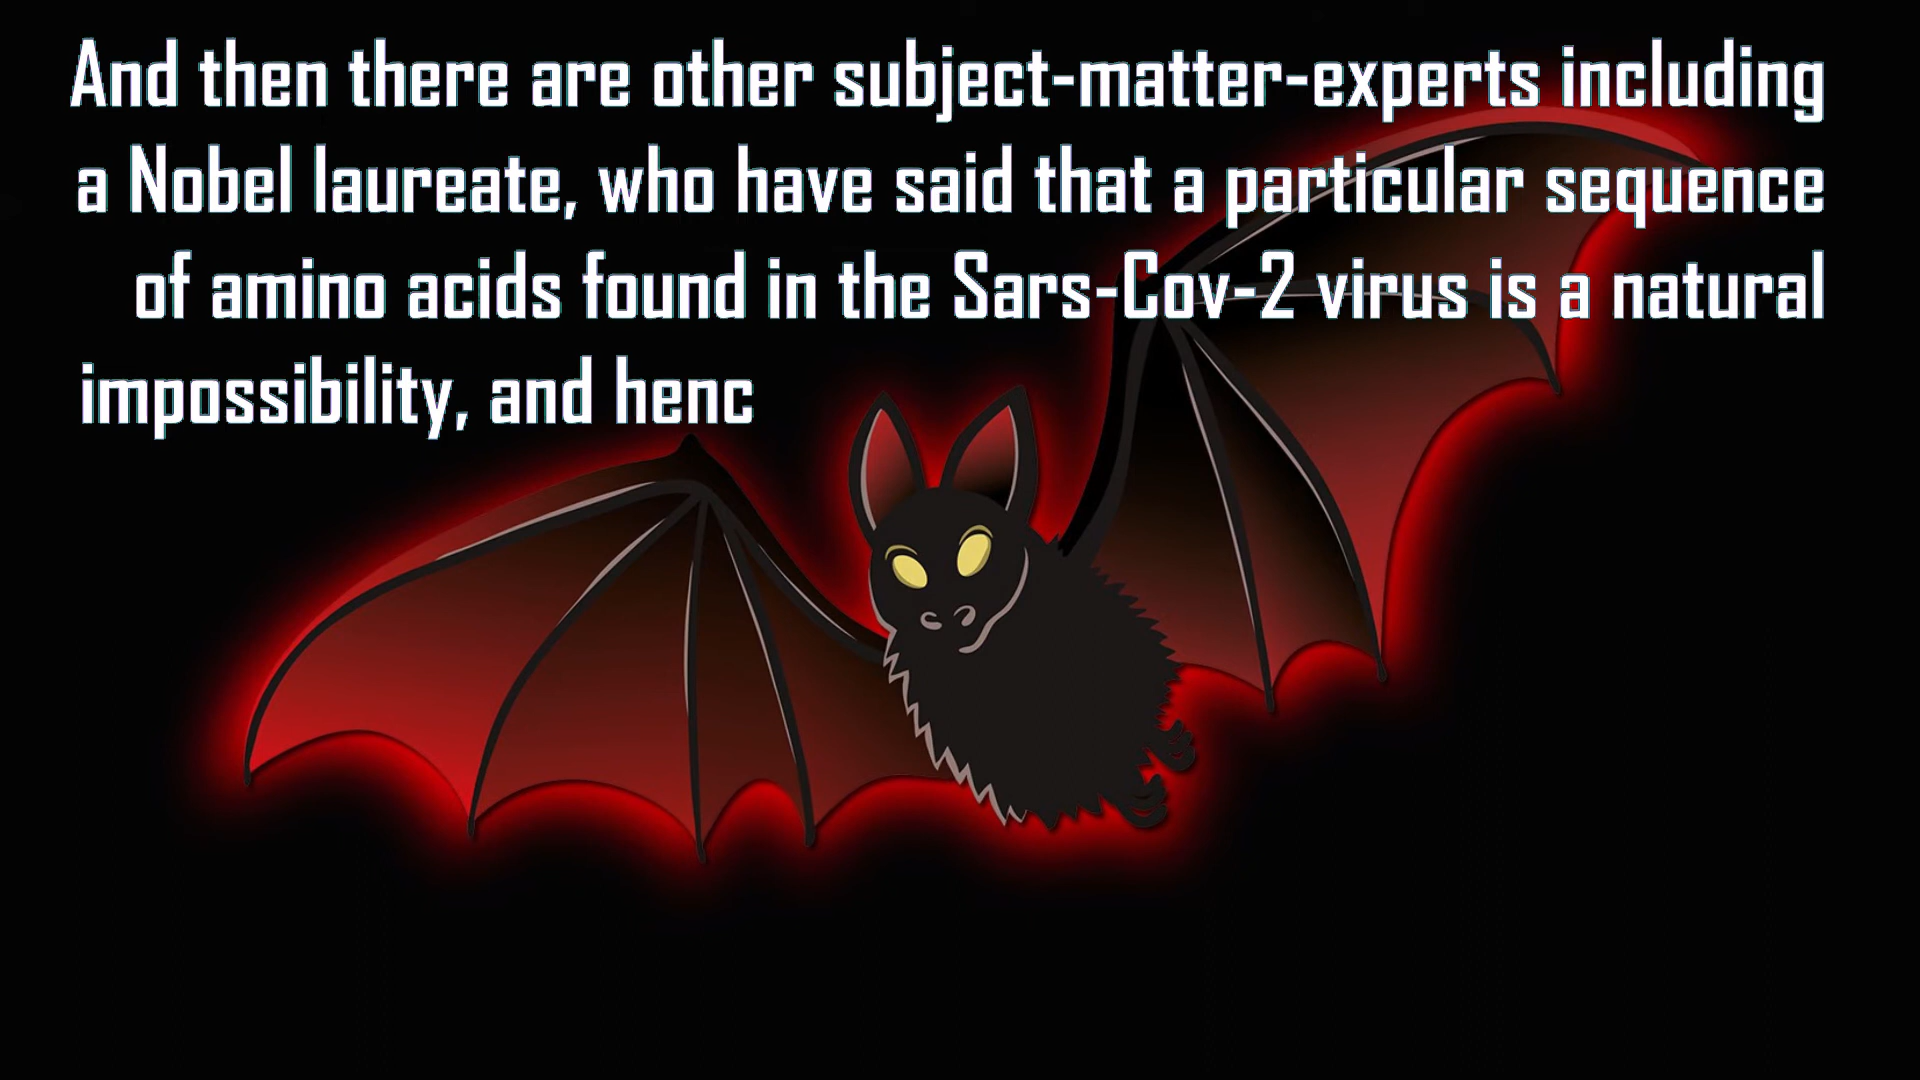 And then there are other subject-matter-experts including
a Nobel laureate, who have said that a particular sequence
of amino acids found in the Sars-Cov-2 virus is a natural
impossibility, and henc